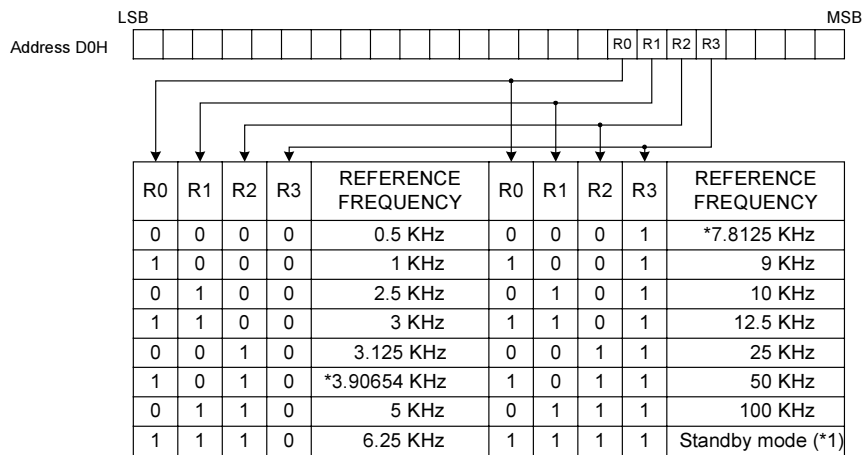 LSB MSB
Address D0H R0 R1 R2 R3
R0 R1 R2 R3 REFERENCE FREQUENCY R0 R1 R2 R3 REFERENCE FREQUENCY
0 0 0 0 0.5 KHz 0 0 0 1 *7.8125 KHz
1 0 0 0 1 KHz 1 0 0 1 9 KHz
0 1 0 0 2.5 KHz 0 1 0 1 10 KHz
1 1 0 0 3 KHz 1 1 0 1 12.5 KHz
0 0 1 0 3.125 KHz 0 0 1 1 25 KHz
1 0 1 0 *3.90654 KHz 1 0 1 1 50 KHz
0 1 1 0 5 KHz 0 1 1 1 100 KHz
1 1 1 0 6.25 KHz 1 1 1 1 Standby mode (*1)